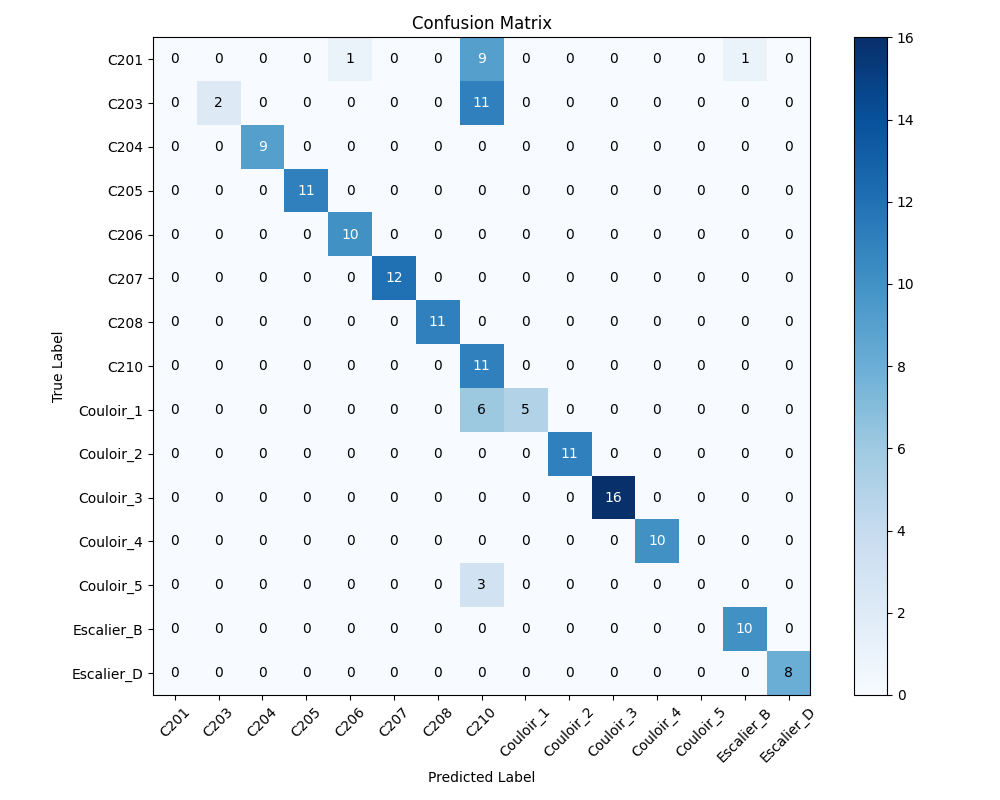 Confusion Matrix
C201 0 0 0 0 1 0 0 9 0 0 0 0 0 1 0
C203 0 2 0 0 0 0 0 11 0 0 0 0 0 0 0
C204 0 0 9 0 0 0 0 0 0 0 0 0 0 0 0
C205 0 0 0 11 0 0 0 0 0 0 0 0 0 0 0
C206 0 0 0 0 10 0 0 0 0 0 0 0 0 0 0
C207 0 0 0 0 0 12 0 0 0 0 0 0 0 0 0
C208 0 0 0 0 0 0 11 0 0 0 0 0 0 0 0
C210 0 0 0 0 0 0 0 11 0 0 0 0 0 0 0
Couloir_1 0 0 0 0 0 0 0 6 5 0 0 0 0 0 0
Couloir_2 0 0 0 0 0 0 0 0 0 11 0 0 0 0 0
Couloir_3 0 0 0 0 0 0 0 0 0 0 16 0 0 0 0
Couloir_4 0 0 0 0 0 0 0 0 0 0 0 10 0 0 0
Couloir_5 0 0 0 0 0 0 0 3 0 0 0 0 0 0 0
Escalier_B 0 0 0 0 0 0 0 0 0 0 0 0 0 10 0
Escalier_D 0 0 0 0 0 0 0 0 0 0 0 0 0 0 8
C201 C203 C204 C205 C206 C207 C208 C210 Couloir_1 Couloir_2 Couloir_3 Couloir_4 Couloir_5 Escalier_B Escalier_D
Predicted Label
True Label
16
14
12
10
8
6
4
2
0